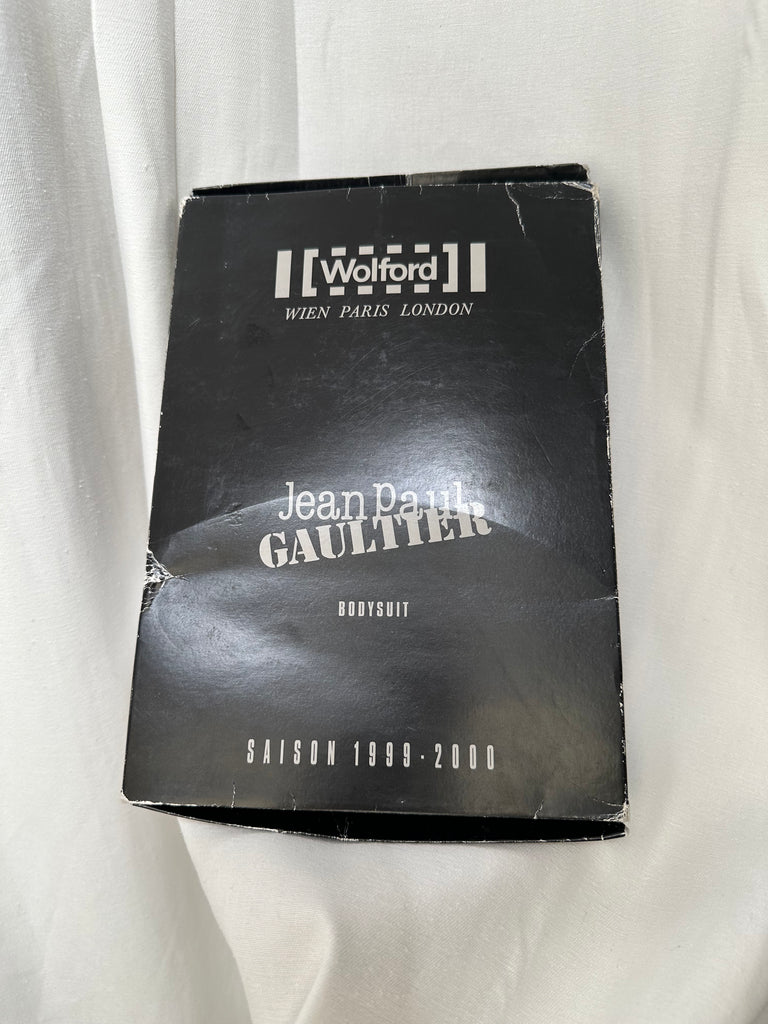 Wolford
WIEN PARIS LONDON
Jean Paul
GAULTIER
BODYSUIT
SAISON 1999-2000